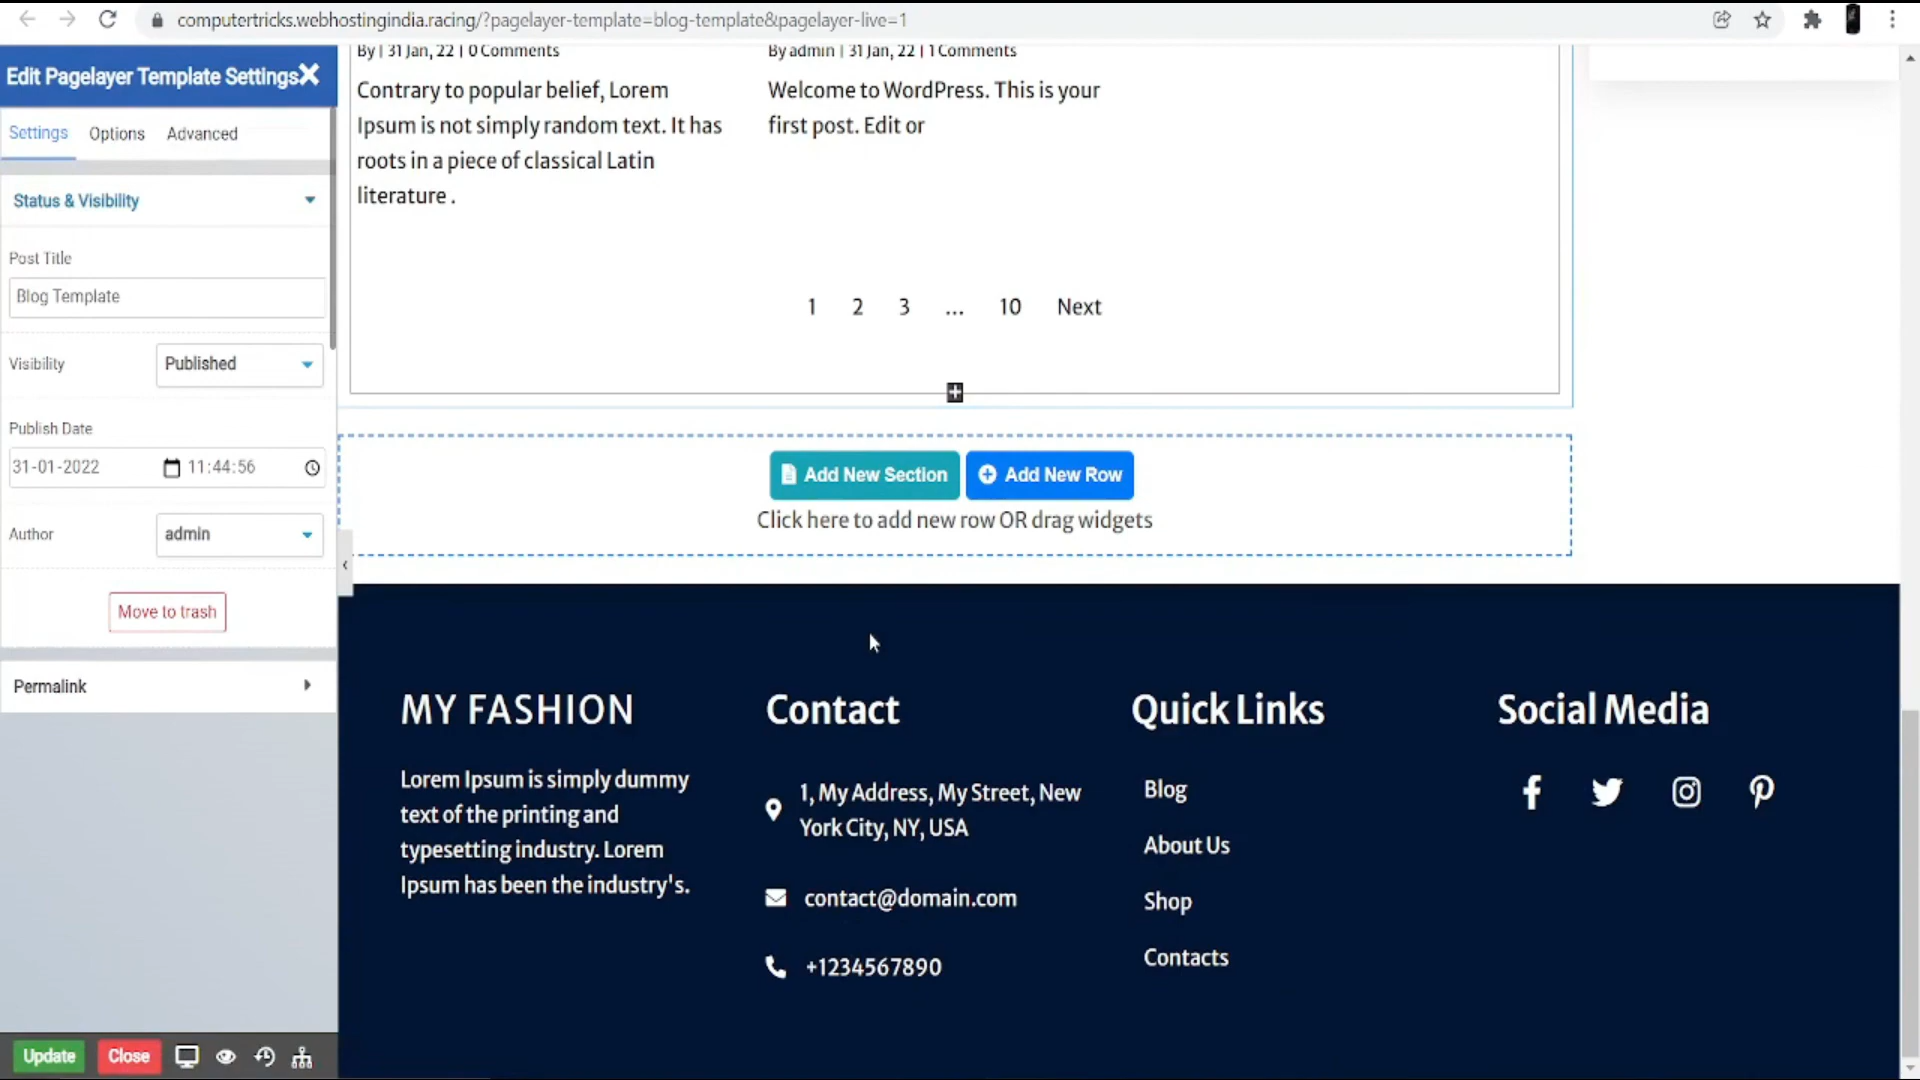 computertricks.webhostingindia.racing/?pagelayer-template=blog-template&pagelayer-live=1
Edit Pagelayer Template Settings
Settings Options Advanced
Status & Visibility
Post Title
Blog Template
Visibility Published
Publish Date
31-01-2022 11:44:56
Author admin
Move to trash
Permalink
Update Close
By | 31 Jan, 22 | 0 Comments
Contrary to popular belief, Lorem
Ipsum is not simply random text. It has
roots in a piece of classical Latin
literature .
By admin | 31 Jan, 22 | 1 Comments
Welcome to WordPress. This is your
first post. Edit or
1 2 3 ... 10 Next
Add New Section Add New Row
Click here to add new row OR drag widgets
MY FASHION
Lorem Ipsum is simply dummy
text of the printing and
typesetting industry. Lorem
Ipsum has been the industry's.
Contact
1, My Address, My Street, New
York City, NY, USA
contact@domain.com
+1234567890
Quick Links
Blog
About Us
Shop
Contacts
Social Media